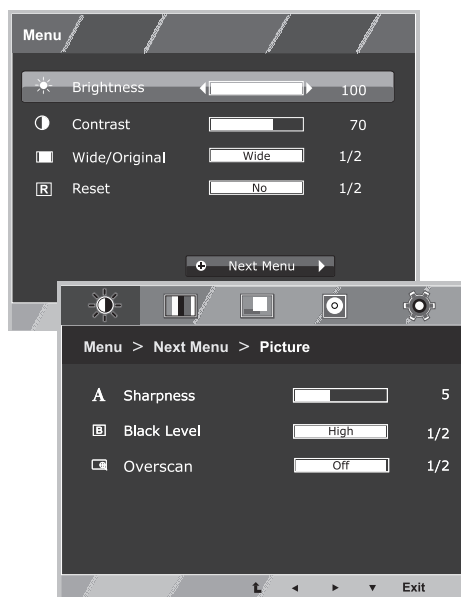 Menu
Brightness 100
Contrast 70
Wide/Original Wide 1/2
R Reset No 1/2
Next Menu
Menu > Next Menu > Picture
A Sharpness 5
B Black Level High 1/2
Overscan Off 1/2
Exit